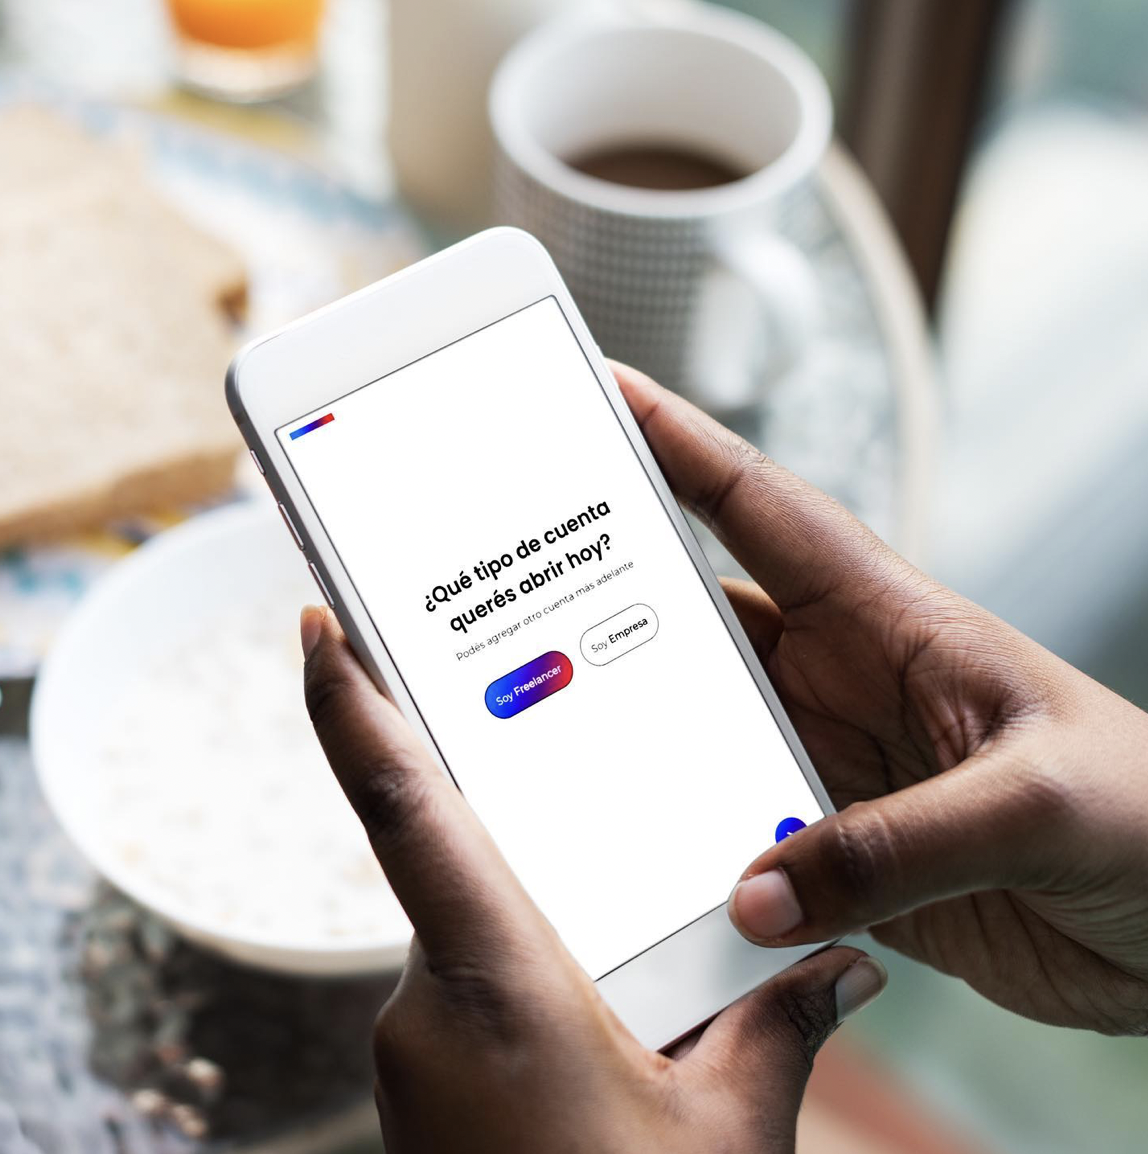 ¿Qué tipo de cuenta
querés abrir hoy?
Podés agregar otro cuenta más adelante
Soy Freelancer
Soy Empresa